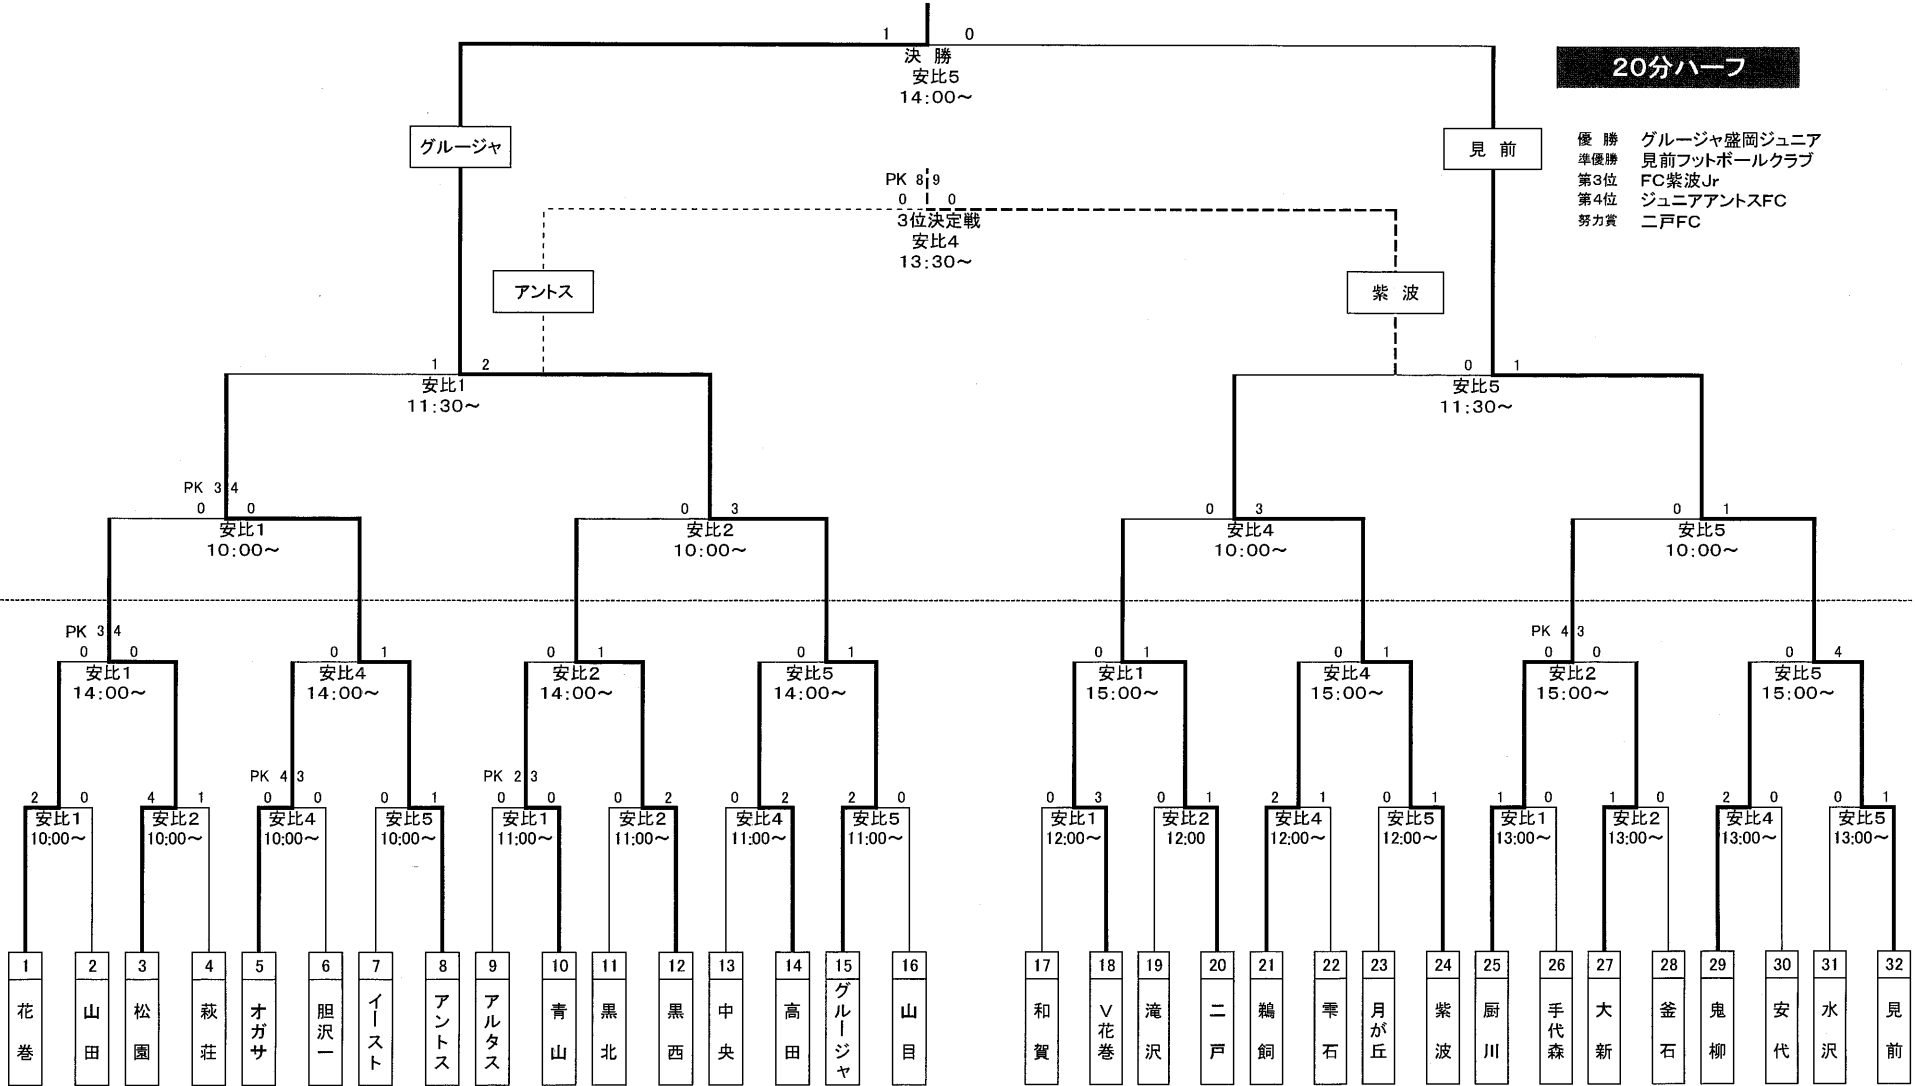 1 0
決 勝
安比5
14:00～
20分ハーフ
優 勝 グルージャ盛岡ジュニア
準優勝 見前フットボールクラブ
第3位 FC紫波Jr
第4位 ジュニアアントスFC
努力賞 二戸FC
グルージャ
見 前
PK 8 9
0 0
3位決定戦
安比4
13:30～
アントス
紫 波
1 2
安比1
11:30～
0 1
安比5
11:30～
PK 3 4
0 0
安比1
10:00～
0 3
安比2
10:00～
0 3
安比4
10:00～
0 1
安比5
10:00～
PK 3 4
0 0
安比1
14:00～
0 1
安比4
14:00～
0 1
安比2
14:00～
0 1
安比5
14:00～
0 1
安比1
15:00～
0 1
安比4
15:00～
PK 4 3
0 0
安比2
15:00～
0 4
安比5
15:00～
2 0
安比1
10:00～
4 1
安比2
10:00～
PK 4 3
0 0
安比4
10:00～
0 1
安比5
10:00～
PK 2 3
0 0
安比1
11:00～
0 2
安比2
11:00～
0 2
安比4
11:00～
2 0
安比5
11:00～
0 3
安比1
12:00～
0 1
安比2
12:00
2 1
安比4
12:00～
0 1
安比5
12:00～
1 0
安比1
13:00～
1 0
安比2
13:00～
2 0
安比4
13:00～
0 1
安比5
13:00～
1
花巻
2
山田
3
松園
4
萩荘
5
オガサ
6
胆沢一
7
イースト
8
アントス
9
アルタス
10
青山
11
黒北
12
黒西
13
中央
14
高田
15
グルージャ
16
山目
17
和賀
18
V花巻
19
滝沢
20
二戸
21
鵜飼
22
雫石
23
月が丘
24
紫波
25
厨川
26
手代森
27
大新
28
釜石
29
鬼柳
30
安代
31
水沢
32
見前